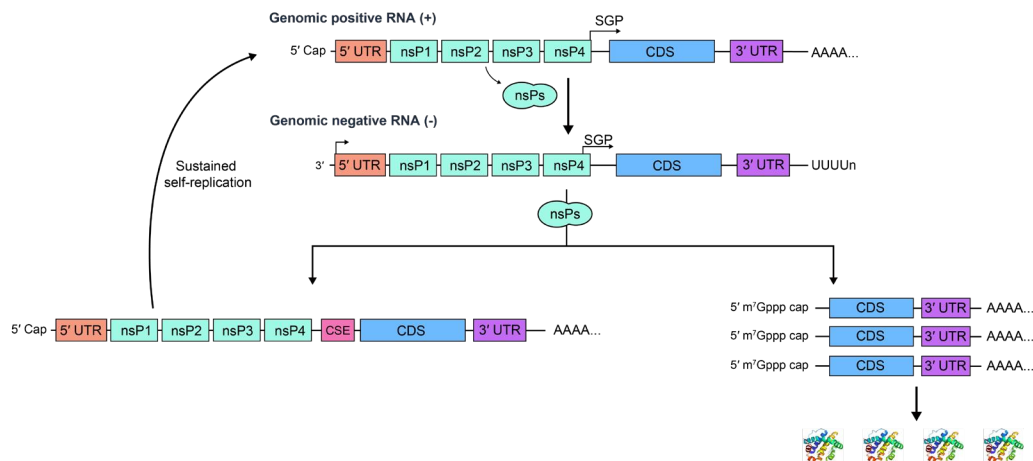 Genomic positive RNA (+)
SGP
5′ Cap 5′ UTR nsP1 nsP2 nsP3 nsP4 CDS 3′ UTR AAAA...
nsPs
Genomic negative RNA (-)
SGP
3′ 5′ UTR nsP1 nsP2 nsP3 nsP4 CDS 3′ UTR UUUUn
Sustained
self-replication
nsPs
5′ Cap 5′ UTR nsP1 nsP2 nsP3 nsP4 CSE CDS 3′ UTR AAAA...
5′ m⁷Gppp cap CDS 3′ UTR AAAA...
5′ m⁷Gppp cap CDS 3′ UTR AAAA...
5′ m⁷Gppp cap CDS 3′ UTR AAAA...